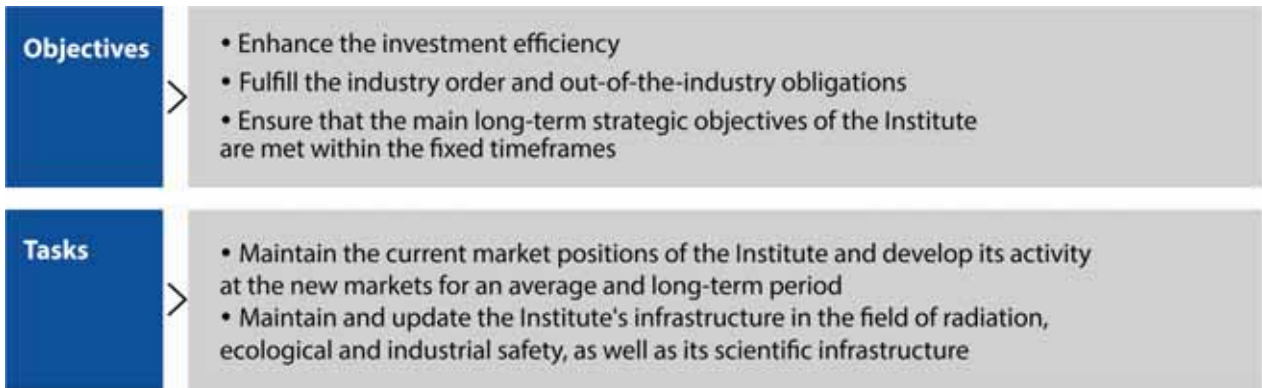 Objectives
• Enhance the investment efficiency
• Fulfill the industry order and out-of-the-industry obligations
• Ensure that the main long-term strategic objectives of the Institute
are met within the fixed timeframes
Tasks
• Maintain the current market positions of the Institute and develop its activity
at the new markets for an average and long-term period
• Maintain and update the Institute's infrastructure in the field of radiation,
ecological and industrial safety, as well as its scientific infrastructure